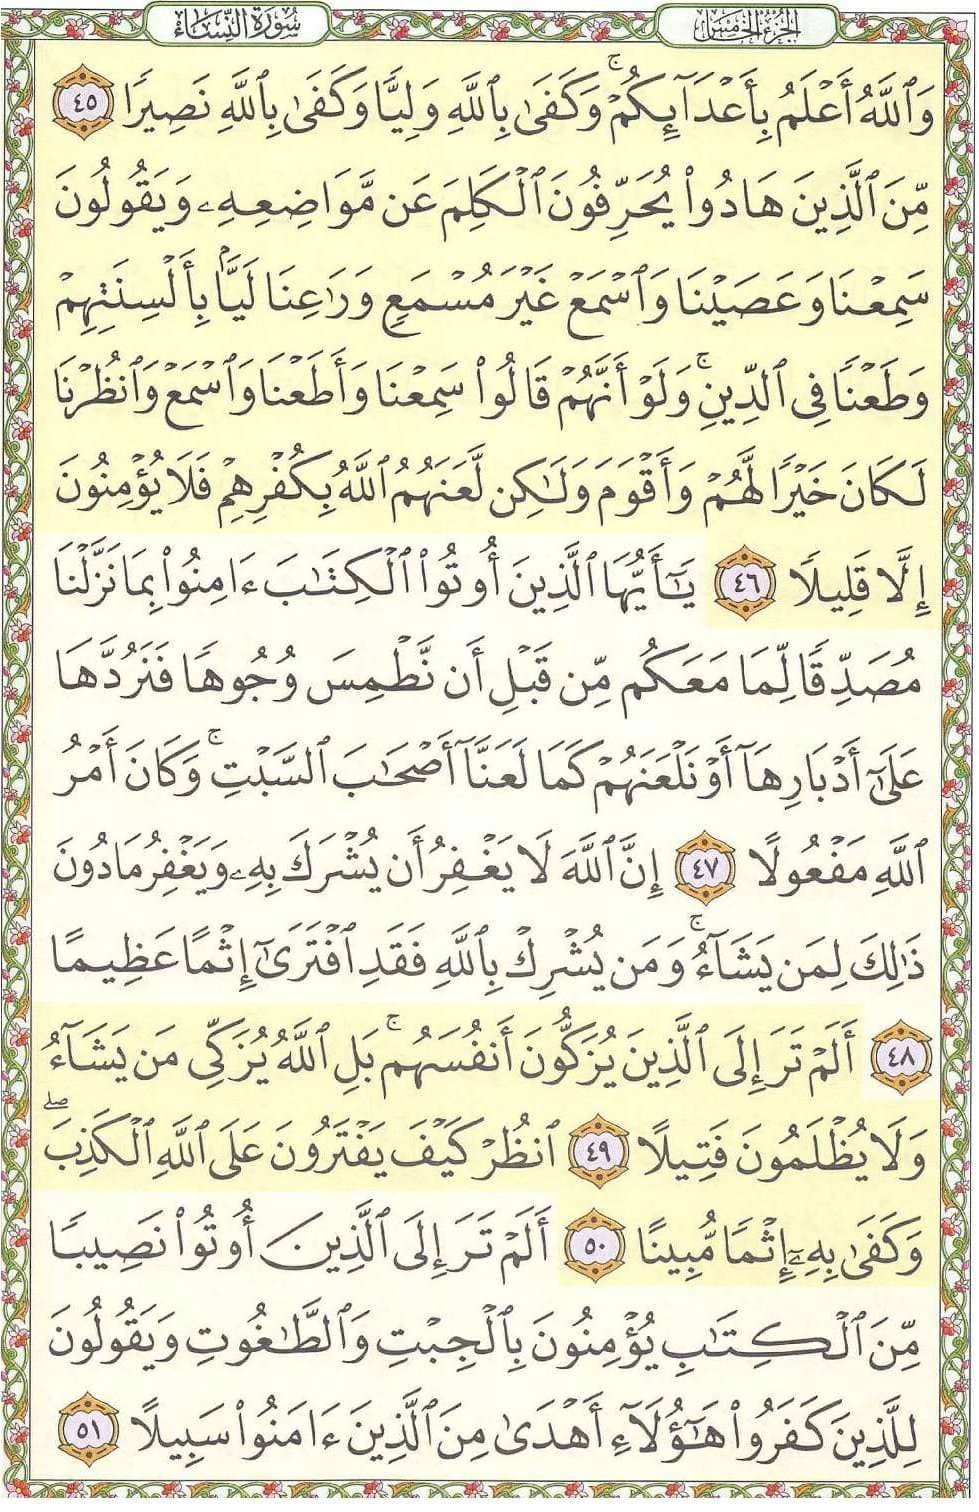 الجزء الخامس
سورة النساء
وَٱللَّهُ أَعْلَمُ بِأَعْدَآئِكُمْ ۚ وَكَفَىٰ بِٱللَّهِ وَلِيًّا وَكَفَىٰ بِٱللَّهِ نَصِيرًا ٤٥
مِّنَ ٱلَّذِينَ هَادُوا۟ يُحَرِّفُونَ ٱلْكَلِمَ عَن مَّوَاضِعِهِۦ وَيَقُولُونَ
سَمِعْنَا وَعَصَيْنَا وَٱسْمَعْ غَيْرَ مُسْمَعٍ وَرَٰعِنَا لَيًّۢا بِأَلْسِنَتِهِمْ
وَطَعْنًا فِى ٱلدِّينِ ۚ وَلَوْ أَنَّهُمْ قَالُوا۟ سَمِعْنَا وَأَطَعْنَا وَٱسْمَعْ وَٱنظُرْنَا
لَكَانَ خَيْرًا لَّهُمْ وَأَقْوَمَ وَلَٰكِن لَّعَنَهُمُ ٱللَّهُ بِكُفْرِهِمْ فَلَا يُؤْمِنُونَ
إِلَّا قَلِيلًا ٤٦ يَٰٓأَيُّهَا ٱلَّذِينَ أُوتُوا۟ ٱلْكِتَٰبَ ءَامِنُوا۟ بِمَا نَزَّلْنَا
مُصَدِّقًا لِّمَا مَعَكُم مِّن قَبْلِ أَن نَّطْمِسَ وُجُوهًا فَنَرُدَّهَا
عَلَىٰٓ أَدْبَارِهَآ أَوْ نَلْعَنَهُمْ كَمَا لَعَنَّآ أَصْحَٰبَ ٱلسَّبْتِ ۚ وَكَانَ أَمْرُ
ٱللَّهِ مَفْعُولًا ٤٧ إِنَّ ٱللَّهَ لَا يَغْفِرُ أَن يُشْرَكَ بِهِۦ وَيَغْفِرُ مَا دُونَ
ذَٰلِكَ لِمَن يَشَآءُ ۚ وَمَن يُشْرِكْ بِٱللَّهِ فَقَدِ ٱفْتَرَىٰٓ إِثْمًا عَظِيمًا
٤٨ أَلَمْ تَرَ إِلَى ٱلَّذِينَ يُزَكُّونَ أَنفُسَهُم ۚ بَلِ ٱللَّهُ يُزَكِّى مَن يَشَآءُ
وَلَا يُظْلَمُونَ فَتِيلًا ٤٩ ٱنظُرْ كَيْفَ يَفْتَرُونَ عَلَى ٱللَّهِ ٱلْكَذِبَ ۖ
وَكَفَىٰ بِهِۦٓ إِثْمًا مُّبِينًا ٥٠ أَلَمْ تَرَ إِلَى ٱلَّذِينَ أُوتُوا۟ نَصِيبًا
مِّنَ ٱلْكِتَٰبِ يُؤْمِنُونَ بِٱلْجِبْتِ وَٱلطَّٰغُوتِ وَيَقُولُونَ
لِلَّذِينَ كَفَرُوا۟ هَٰٓؤُلَآءِ أَهْدَىٰ مِنَ ٱلَّذِينَ ءَامَنُوا۟ سَبِيلًا ٥١